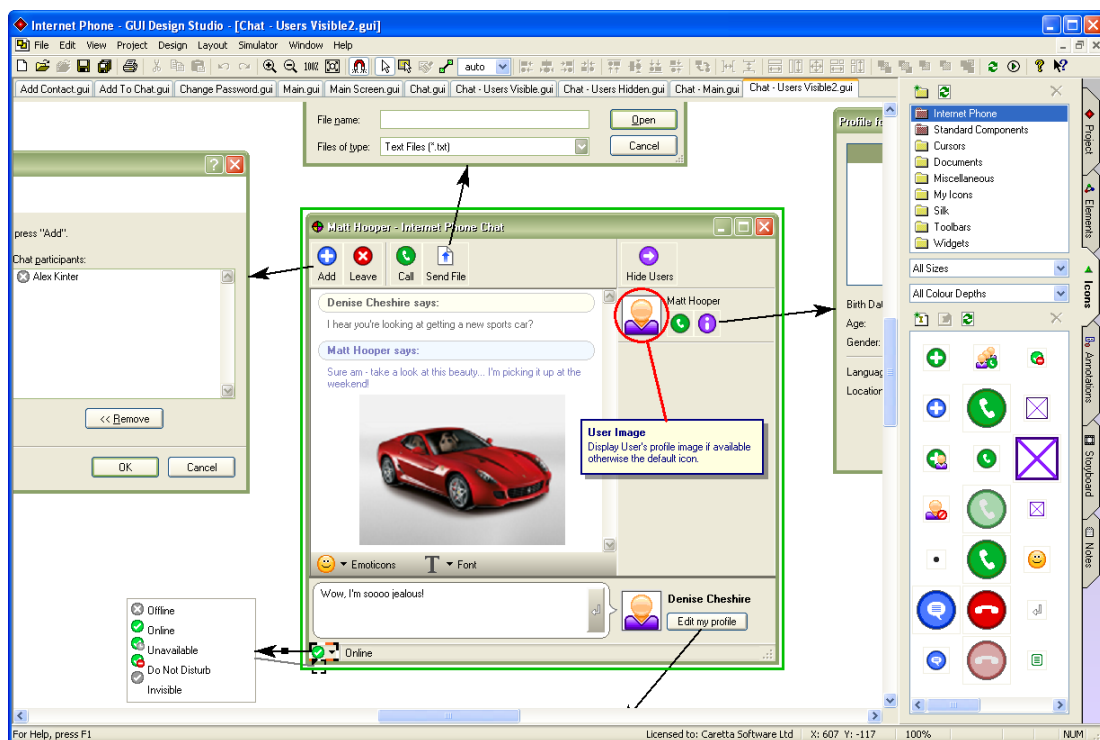 Internet Phone - GUI Design Studio - [Chat - Users Visible2.gui]
File Edit View Project Design Layout Simulator Window Help
100% auto
Add Contact.gui Add To Chat.gui Change Password.gui Main.gui Main Screen.gui Chat.gui Chat - Users Visible.gui Chat - Users Hidden.gui Chat - Main.gui Chat - Users Visible2.gui
File name: Open
Files of type: Text Files (*.txt) Cancel
press "Add".
Chat participants:
Alex Kinter
<< Remove
OK Cancel
Matt Hooper - Internet Phone Chat
Add Leave Call Send File Hide Users
Denise Cheshire says:
I hear you're looking at getting a new sports car?
Matt Hooper says:
Sure am - take a look at this beauty... I'm picking it up at the
weekend!
Matt Hooper
User Image
Display User's profile image if available
otherwise the default icon.
Emoticons T Font
Wow, I'm soooo jealous!
Denise Cheshire
Edit my profile
Online
Offline
Online
Unavailable
Do Not Disturb
Invisible
Profile fo
Birth Dat
Age:
Gender:
Languag
Location
Internet Phone
Standard Components
Cursors
Documents
Miscellaneous
My Icons
Silk
Toolbars
Widgets
All Sizes
All Colour Depths
Project
Elements
Icons
Annotations
Storyboard
Notes
For Help, press F1 Licensed to: Caretta Software Ltd X: 607 Y: -117 100% NUM